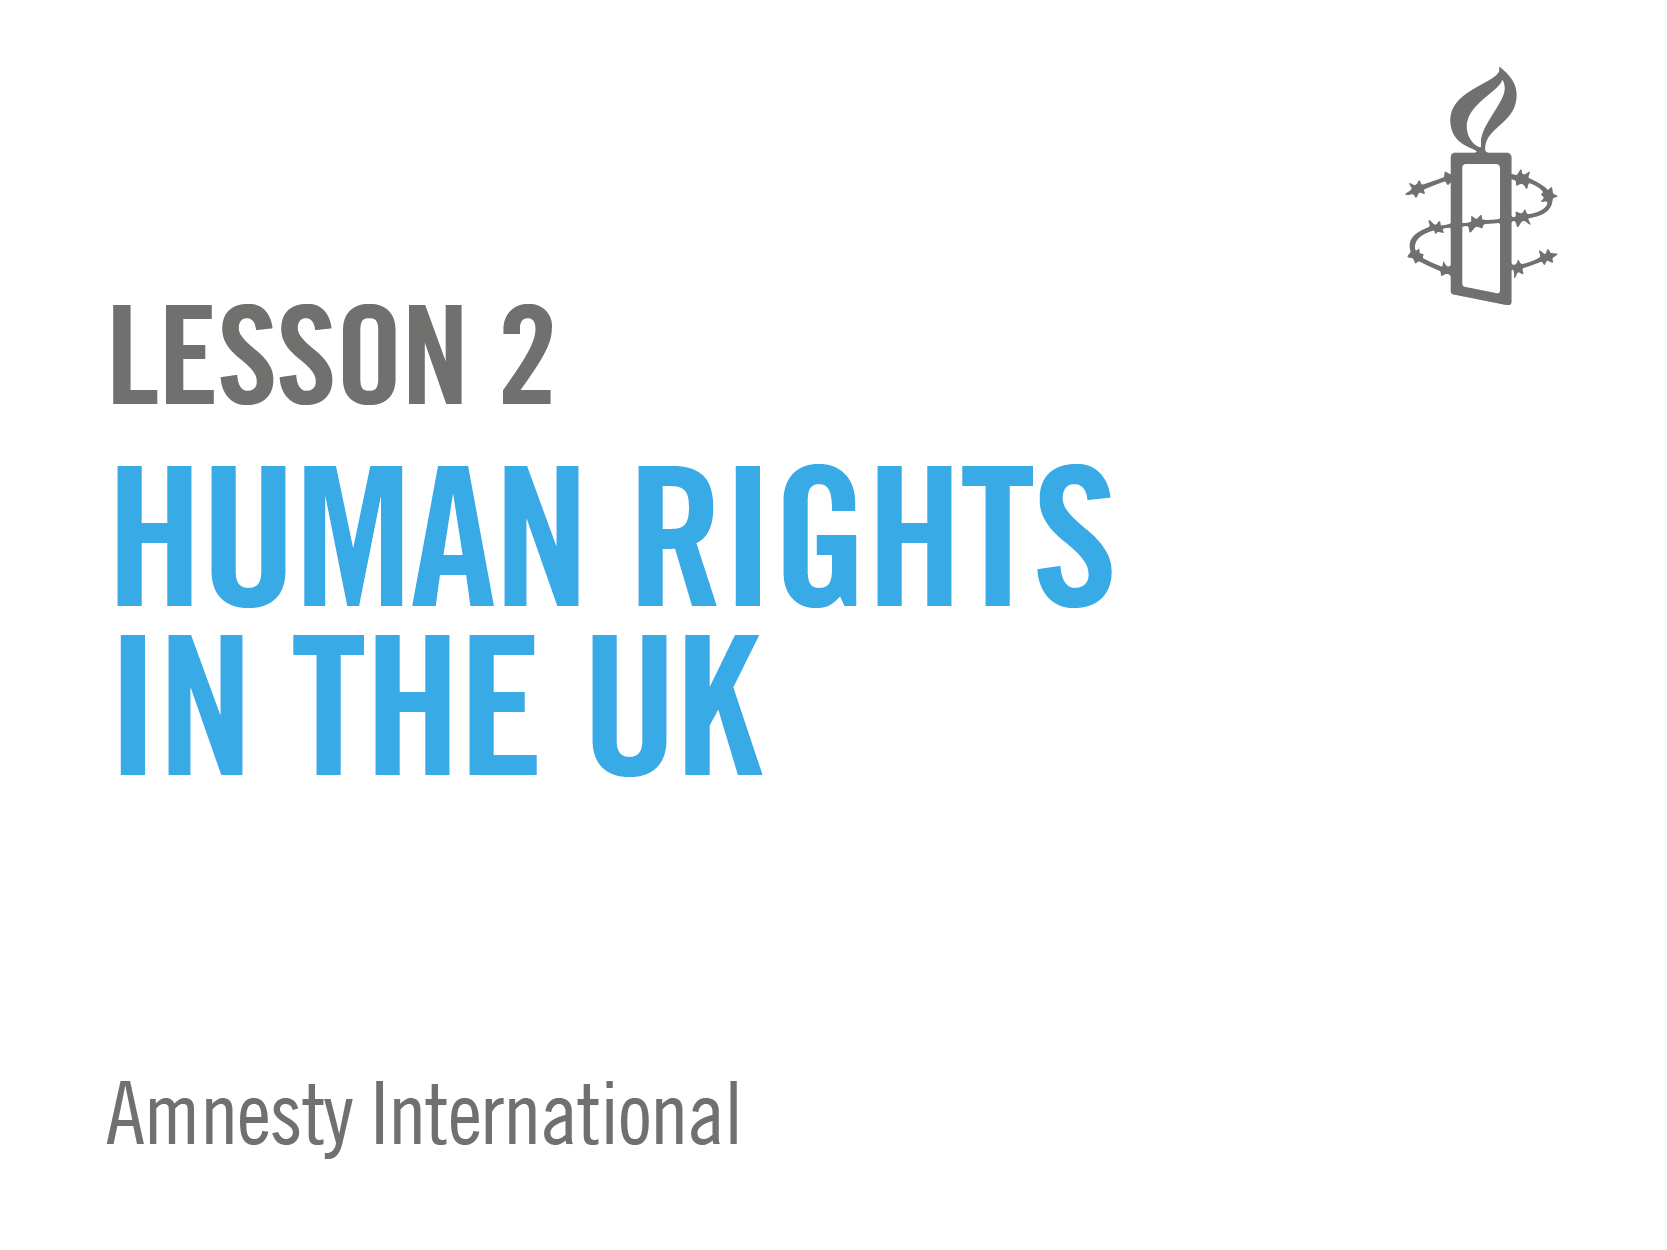 LESSON 2
HUMAN RIGHTS
IN THE UK
Amnesty International